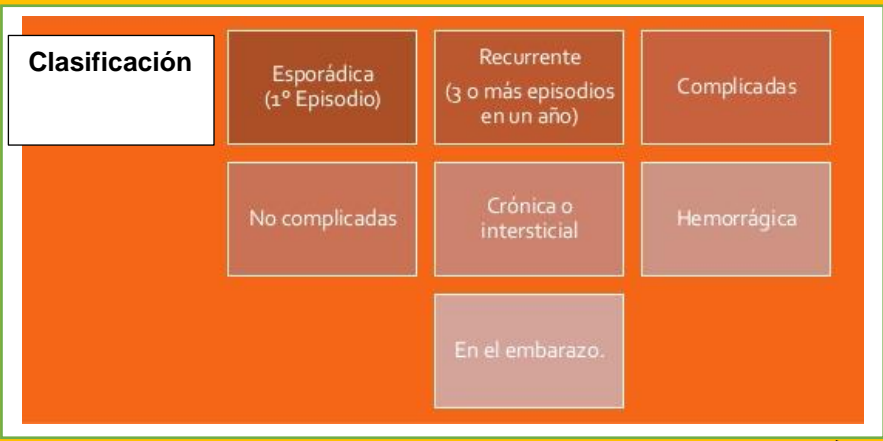 Clasificación
Esporádica
(1º Episodio)
Recurrente
(3 o más episodios
en un año)
Complicadas
No complicadas
Crónica o
intersticial
Hemorrágica
En el embarazo.